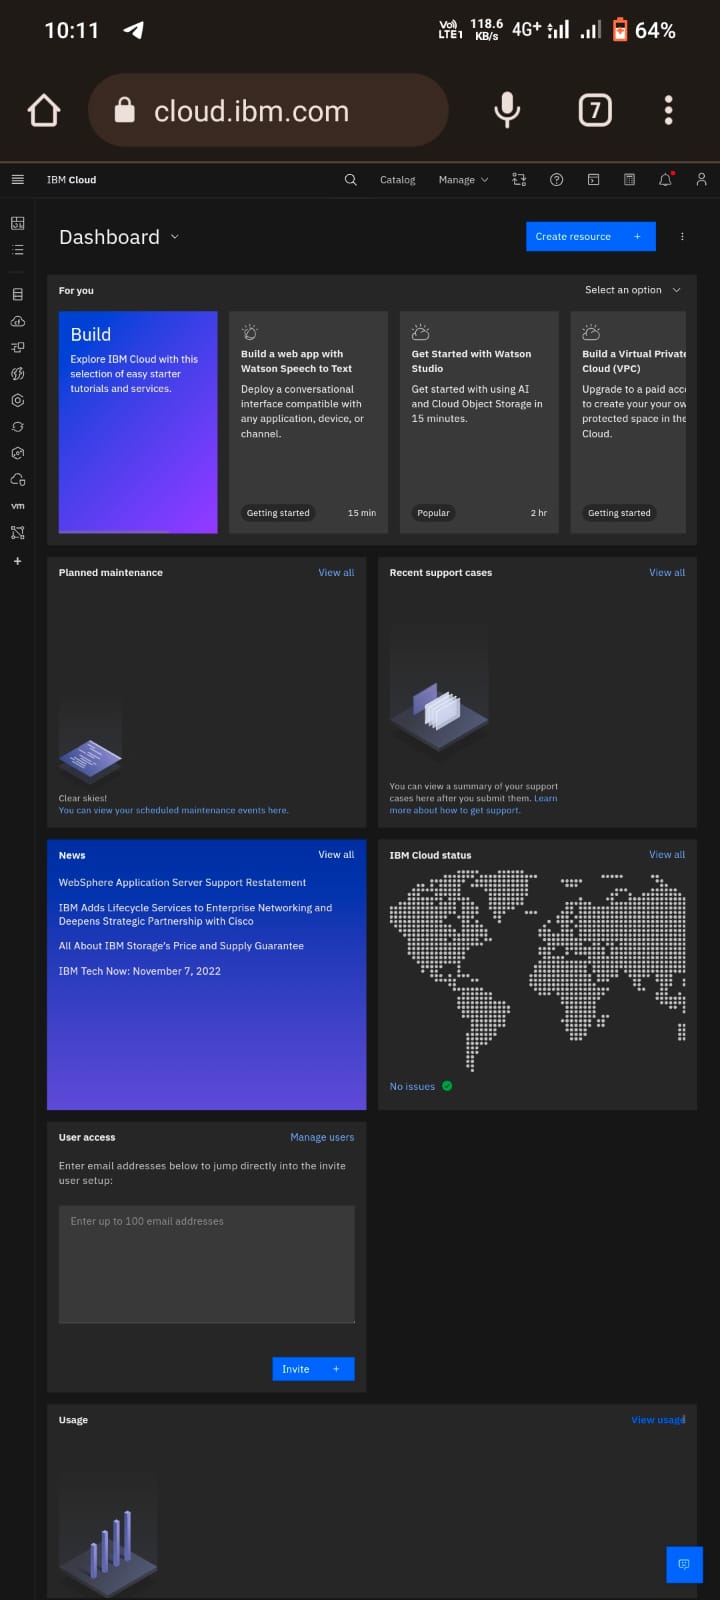 10:11
Vo)
LTE1
118.6
KB/s
4G+
64%
cloud.ibm.com
7
IBM Cloud
Catalog
Manage
Dashboard
Create resource +
For you
Select an option
Build
Explore IBM Cloud with this
selection of easy starter
tutorials and services.
Build a web app with
Watson Speech to Text
Deploy a conversational
interface compatible with
any application, device, or
channel.
Getting started
15 min
Get Started with Watson
Studio
Get started with using AI
and Cloud Object Storage in
15 minutes.
Popular
2 hr
Build a Virtual Private
Cloud (VPC)
Upgrade to a paid acc
to create your your ow
protected space in the
Cloud.
Getting started
vm
+
Planned maintenance
View all
Clear skies!
You can view your scheduled maintenance events here.
Recent support cases
View all
You can view a summary of your support
cases here after you submit them. Learn
more about how to get support.
News
View all
WebSphere Application Server Support Restatement
IBM Adds Lifecycle Services to Enterprise Networking and
Deepens Strategic Partnership with Cisco
All About IBM Storage's Price and Supply Guarantee
IBM Tech Now: November 7, 2022
IBM Cloud status
View all
No issues
User access
Manage users
Enter email addresses below to jump directly into the invite
user setup:
Enter up to 100 email addresses
Invite +
Usage
View usage